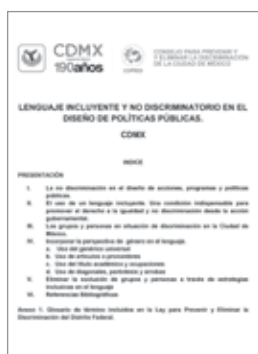 CDMX
190años
COPRED
CONSEJO PARA PREVENIR Y
ELIMINAR LA DISCRIMINACIÓN
DE LA CIUDAD DE MÉXICO
LENGUAJE INCLUYENTE Y NO DISCRIMINATORIO EN EL
DISEÑO DE POLÍTICAS PÚBLICAS.
CDMX
INDICE
PRESENTACIÓN
I. La no discriminación en el diseño de acciones, programas y políticas
públicas.
II. El uso de un lenguaje incluyente. Una condición indispensable para
promover el derecho a la igualdad y no discriminación desde la acción
gubernamental.
III. Los grupos y personas en situación de discriminación en la Ciudad de
México.
IV. Incorporar la perspectiva de género en el lenguaje.
a. Uso del genérico universal
b. Uso de artículos o pronombres
c. Uso del título académico y ocupaciones
d. Uso de diagonales, paréntesis y arrobas
V. Eliminar la exclusión de grupos y personas a través de estrategias
inclusivas en el lenguaje
VI. Referencias Bibliográficas
Anexo 1. Glosario de término incluidos en la Ley para Prevenir y Eliminar la
Discriminación del Distrito Federal.